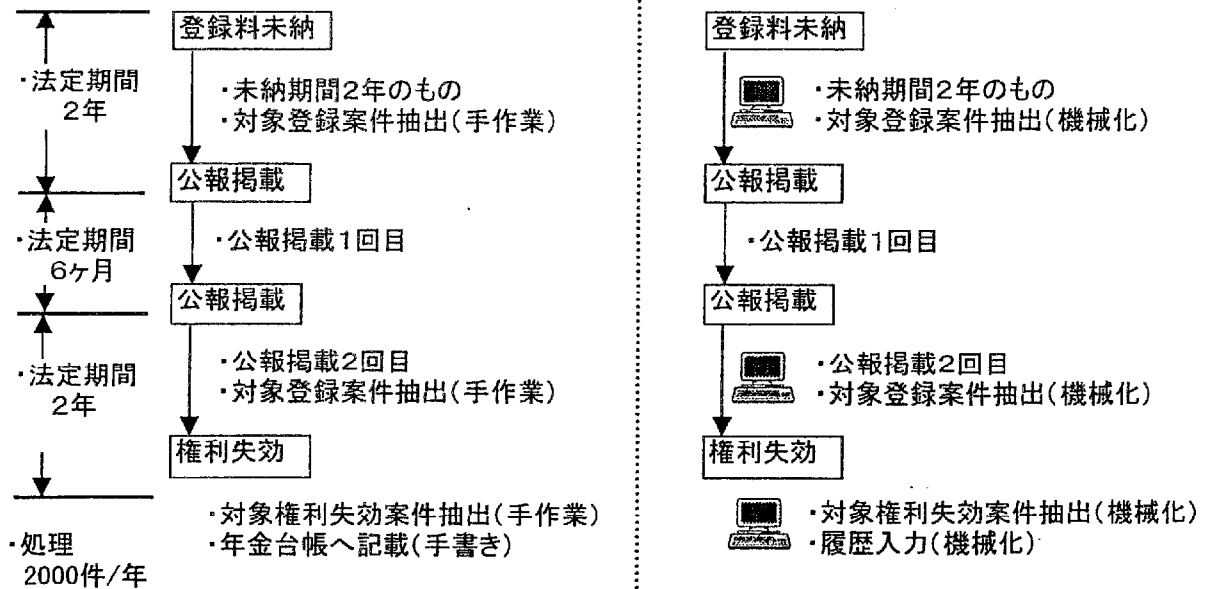 登録料未納
・法定期間
2年
・未納期間2年のもの
・対象登録案件抽出(手作業)
公報掲載
・法定期間
6ヶ月
・公報掲載1回目
公報掲載
・法定期間
2年
・公報掲載2回目
・対象登録案件抽出(手作業)
権利失効
・対象権利失効案件抽出(手作業)
・年金台帳へ記載(手書き)
・処理
2000件/年
登録料未納
・未納期間2年のもの
・対象登録案件抽出(機械化)
公報掲載
・公報掲載1回目
公報掲載
・公報掲載2回目
・対象登録案件抽出(機械化)
権利失効
・対象権利失効案件抽出(機械化)
・履歴入力(機械化)